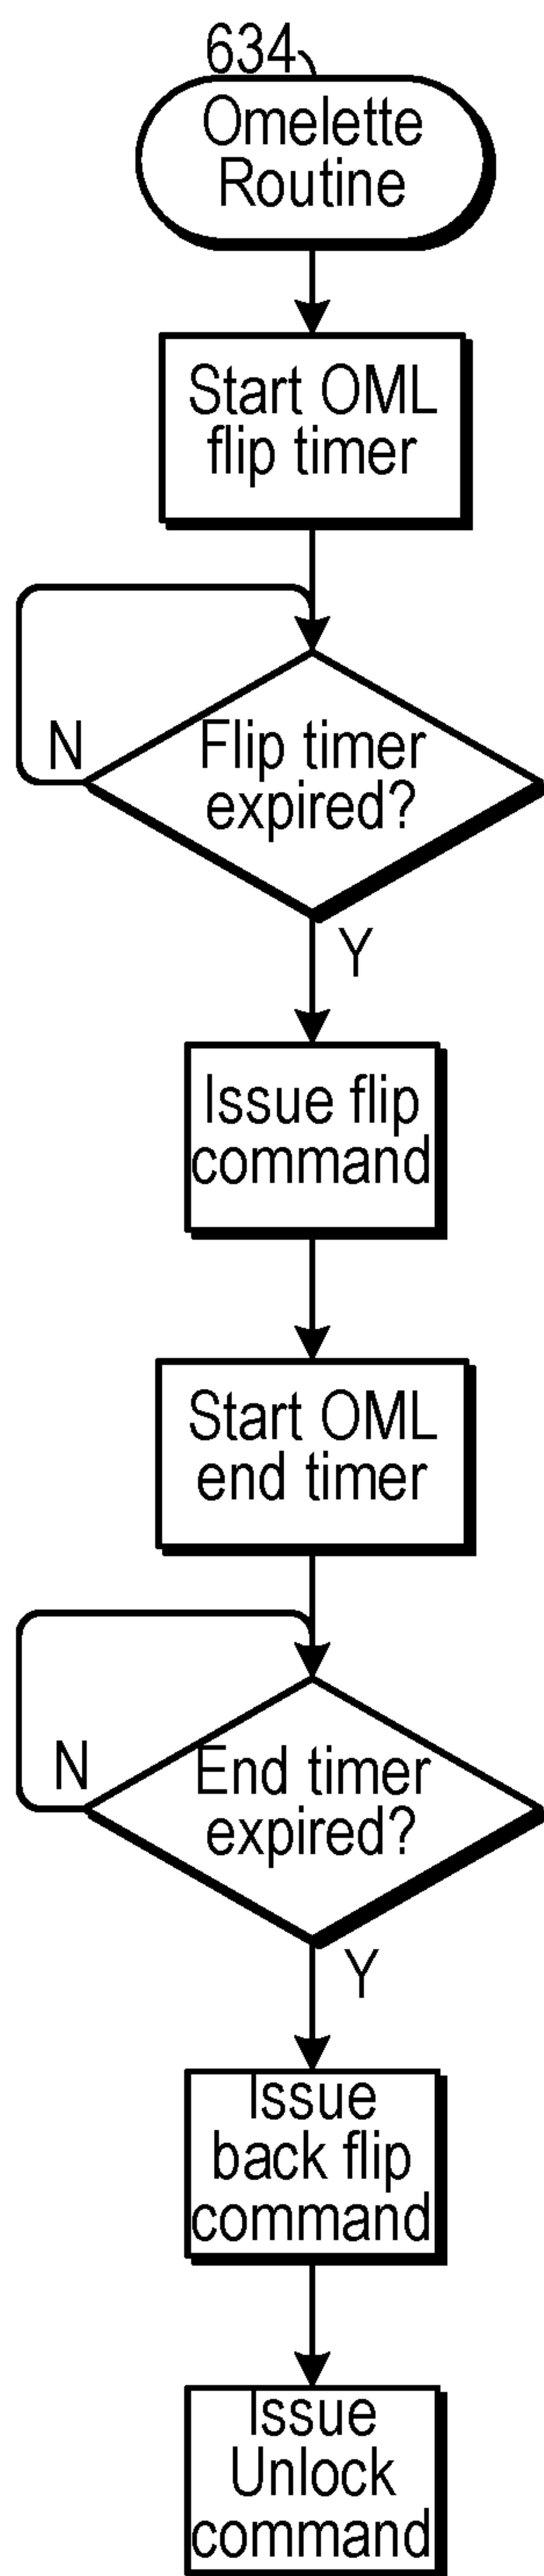 634
Omelette
Routine
Start OML
flip timer
N
Flip timer
expired?
Y
Issue flip
command
Start OML
end timer
N
End timer
expired?
Y
Issue
back flip
command
Issue
Unlock
command